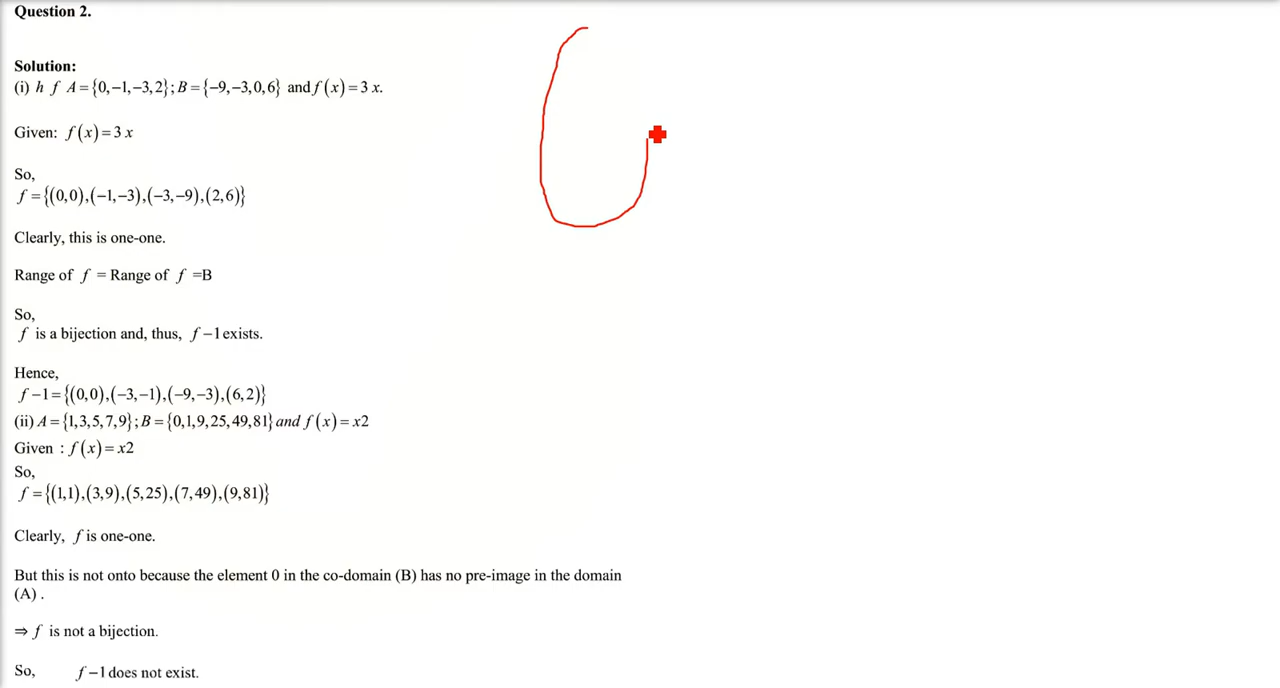 Question 2.
Solution:
(i) h f A = {0,−1,−3,2}; B = {−9,−3,0,6} and f (x) = 3 x.
Given: f (x) = 3 x
So,
f = {(0,0),(−1,−3),(−3,−9),(2,6)}
Clearly, this is one-one.
Range of f = Range of f =B
So,
f is a bijection and, thus, f −1 exists.
Hence,
f −1 = {(0,0),(−3,−1),(−9,−3),(6,2)}
(ii) A = {1,3,5,7,9}; B = {0,1,9,25,49,81} and f (x) = x2
Given : f (x) = x2
So,
f = {(1,1),(3,9),(5,25),(7,49),(9,81)}
Clearly, f is one-one.
But this is not onto because the element 0 in the co-domain (B) has no pre-image in the domain
(A) .
⇒ f is not a bijection.
So, f −1 does not exist.